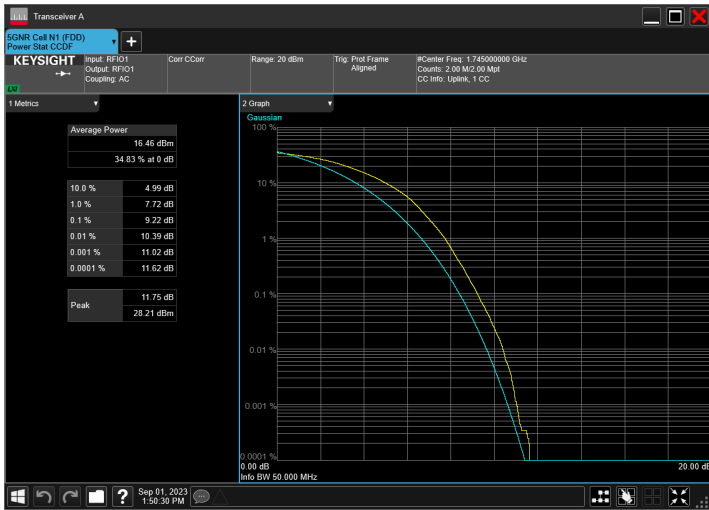 Transceiver A
5GNR Cell N1 (FDD)
Power Stat CCDF
KEYSIGHT
Input: RFIO1
Output: RFIO1
Coupling: AC
Corr CCorr
Range: 20 dBm
Trig: Prot Frame
Aligned
#Center Freq: 1.745000000 GHz
Counts: 2.00 M/2.00 Mpt
CC Info: Uplink, 1 CC
LXI
1 Metrics
Average Power
16.46 dBm
34.83 % at 0 dB
10.0 % 4.99 dB
1.0 % 7.72 dB
0.1 % 9.22 dB
0.01 % 10.39 dB
0.001 % 11.02 dB
0.0001 % 11.62 dB
Peak
11.75 dB
28.21 dBm
2 Graph
Gaussian
100 %
10 %
1 %
0.1 %
0.01 %
0.001 %
0.0001 %
0.00 dB
20.00 dB
Info BW 50.000 MHz
?
Sep 01, 2023
1:50:30 PM